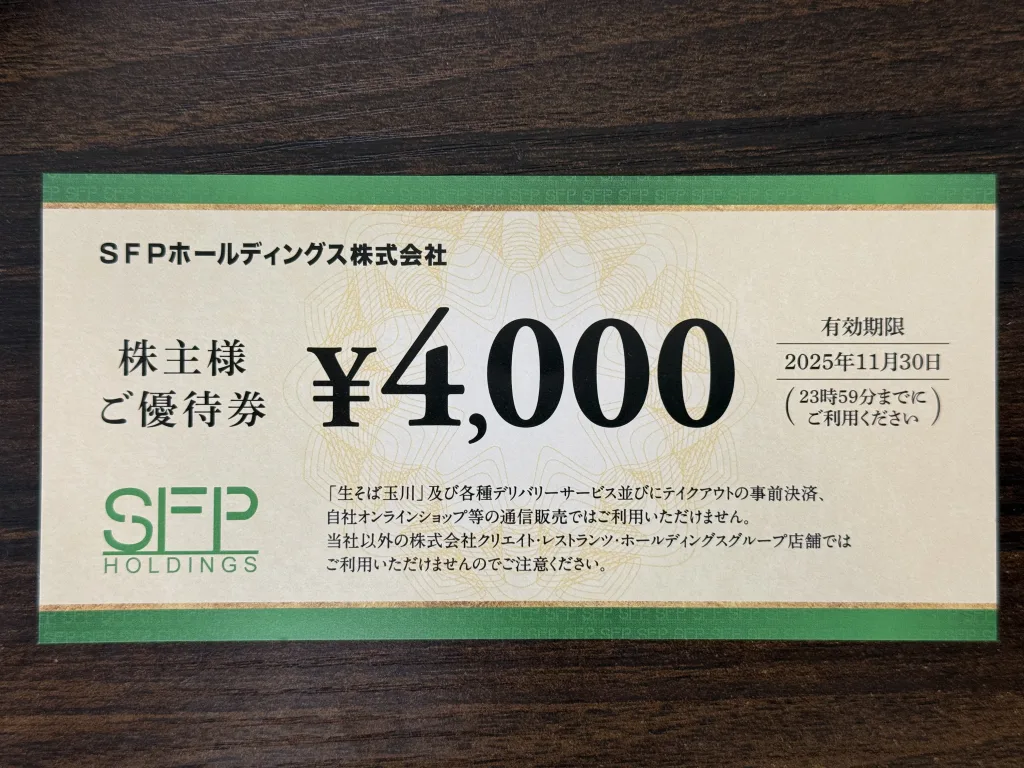 SFPホールディングス株式会社
株主様
ご優待券
¥4,000
有効期限
2025年11月30日
(23時59分までに
ご利用ください)
SFP
HOLDINGS
「生そば玉川」及び各種デリバリーサービス並びにテイクアウトの事前決済、
自社オンラインショップ等の通信販売ではご利用いただけません。
当社以外の株式会社クリエイト・レストランツ・ホールディングスグループ店舗では
ご利用いただけませんのでご注意ください。